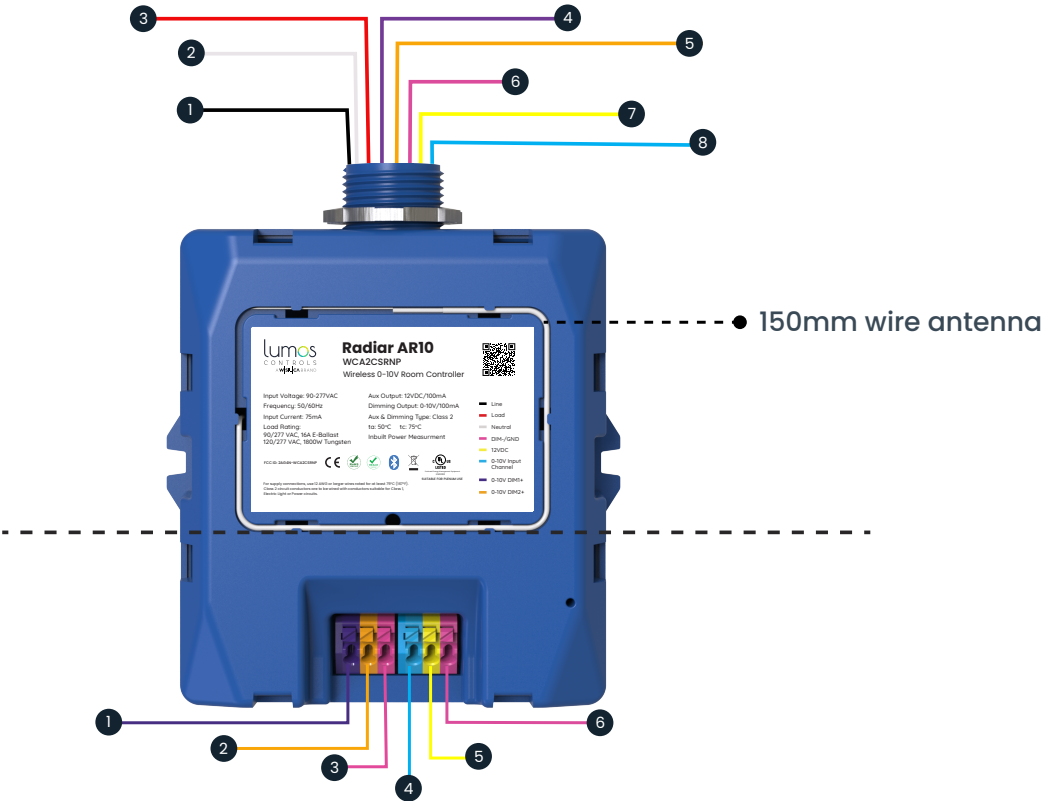 3
4
2
5
6
1
7
8
150mm wire antenna
lumos
CONTROLS
A WiSilica BRAND
Radiar AR10
WCA2CSRNP
Wireless 0-10V Room Controller
Input Voltage: 90-277VAC
Frequency: 50/60Hz
Input Current: 75mA
Load Rating:
90/277 VAC, 16A E-Ballast
120/277 VAC, 1800W Tungsten
Aux Output: 12VDC/100mA
Dimming Output: 0-10V/100mA
Aux & Dimming Type: Class 2
ta: 50°C tc: 75°C
Inbuilt Power Measurment
Line
Load
Neutral
DIM-/GND
12VDC
0-10V Input
Channel
0-10V DIM1+
0-10V DIM2+
CE
LISTED
1
2
3
4
5
6